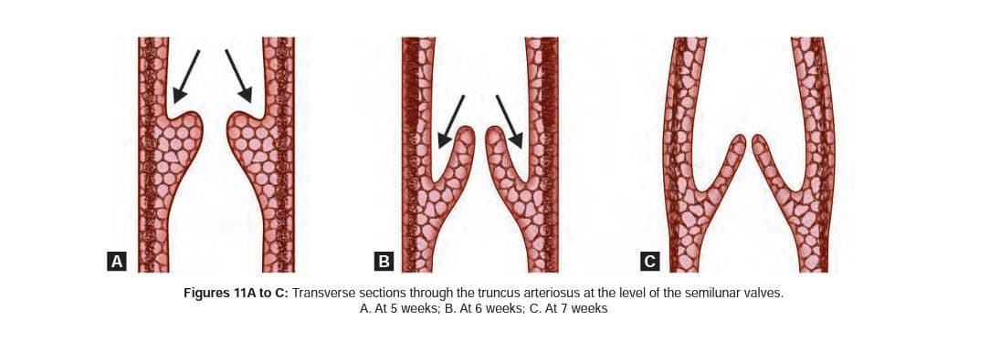 A
B
C
Figures 11A to C: Transverse sections through the truncus arteriosus at the level of the semilunar valves.
A. At 5 weeks; B. At 6 weeks; C. At 7 weeks